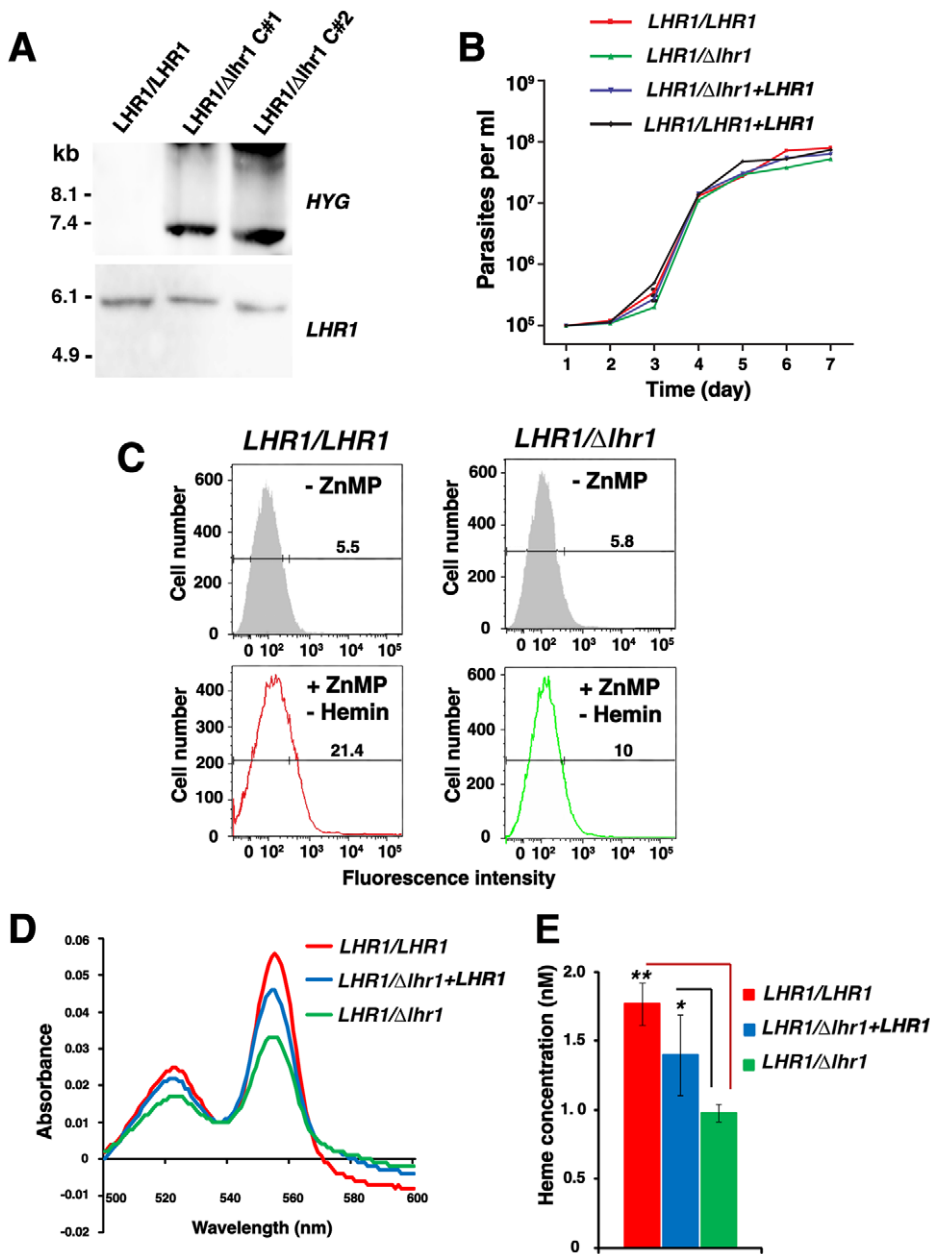 A
LHR1/LHR1
LHR1/Δlhr1 C#1
LHR1/Δlhr1 C#2
kb
8.1 -
7.4 -
HYG
6.1 -
4.9 -
LHR1
B
LHR1/LHR1
LHR1/Δlhr1
LHR1/Δlhr1+LHR1
LHR1/LHR1+LHR1
Parasites per ml
10⁹
10⁸
10⁷
10⁶
10⁵
1 2 3 4 5 6 7
Time (day)
C
LHR1/LHR1
Cell number
600
400
200
0
- ZnMP
5.5
0 10² 10³ 10⁴ 10⁵
LHR1/Δlhr1
Cell number
600
400
200
0
- ZnMP
5.8
0 10² 10³ 10⁴ 10⁵
Cell number
400
300
200
100
0
+ ZnMP
- Hemin
21.4
0 10² 10³ 10⁴ 10⁵
Cell number
600
400
200
0
+ ZnMP
- Hemin
10
0 10² 10³ 10⁴ 10⁵
Fluorescence intensity
D
Absorbance
0.06
0.05
0.04
0.03
0.02
0.01
0
-0.01
-0.02
500 520 540 560 580 600
Wavelength (nm)
LHR1/LHR1
LHR1/Δlhr1+LHR1
LHR1/Δlhr1
E
Heme concentration (nM)
2.0
1.5
1.0
0.5
0
**
*
LHR1/LHR1
LHR1/Δlhr1+LHR1
LHR1/Δlhr1